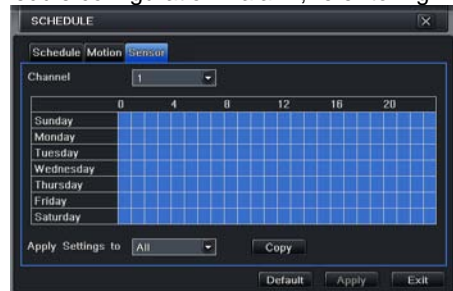 SCHEDULE
Schedule Motion Sensor
Channel 1
0 4 8 12 16 20
Sunday
Monday
Tuesday
Wednesday
Thursday
Friday
Saturday
Apply Settings to All Copy
Default Apply Exit